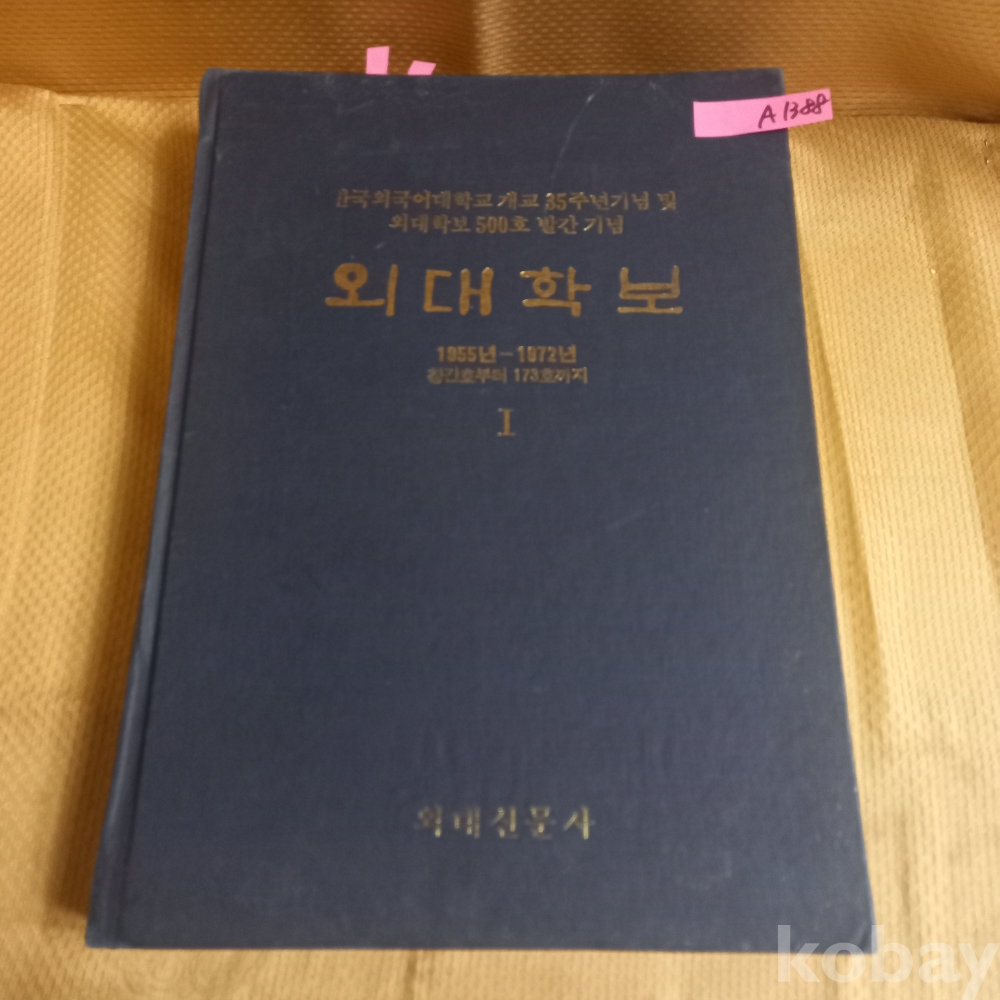 A1388
한국외국어대학교 개교 35주년기념 및
외대학보 500호 발간 기념
외대학보
1955년-1972년
창간호부터 173호까지
I
외대신문사
kobay